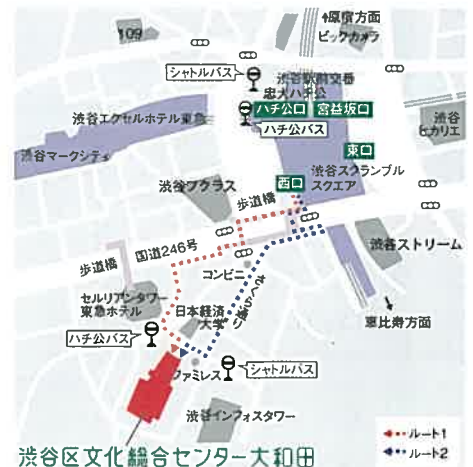 ↑原宿方面
ビックカメラ
109
シャトルバス
渋谷駅前交番
忠犬ハチ公
ハチ公口
宮益坂口
ハチ公バス
渋谷エクセルホテル東急
渋谷
ヒカリエ
東口
渋谷マークシティ
渋谷スクランブル
スクエア
西口
渋谷フクラス
歩道橋
国道246号
歩道橋
渋谷ストリーム
コンビニ
さくら通り
セルリアンタワー
東急ホテル
日本経済
大学
恵比寿方面
ハチ公バス
ファミレス
シャトルバス
渋谷インフォスタワー
ルート1
ルート2
渋谷区文化総合センター大和田